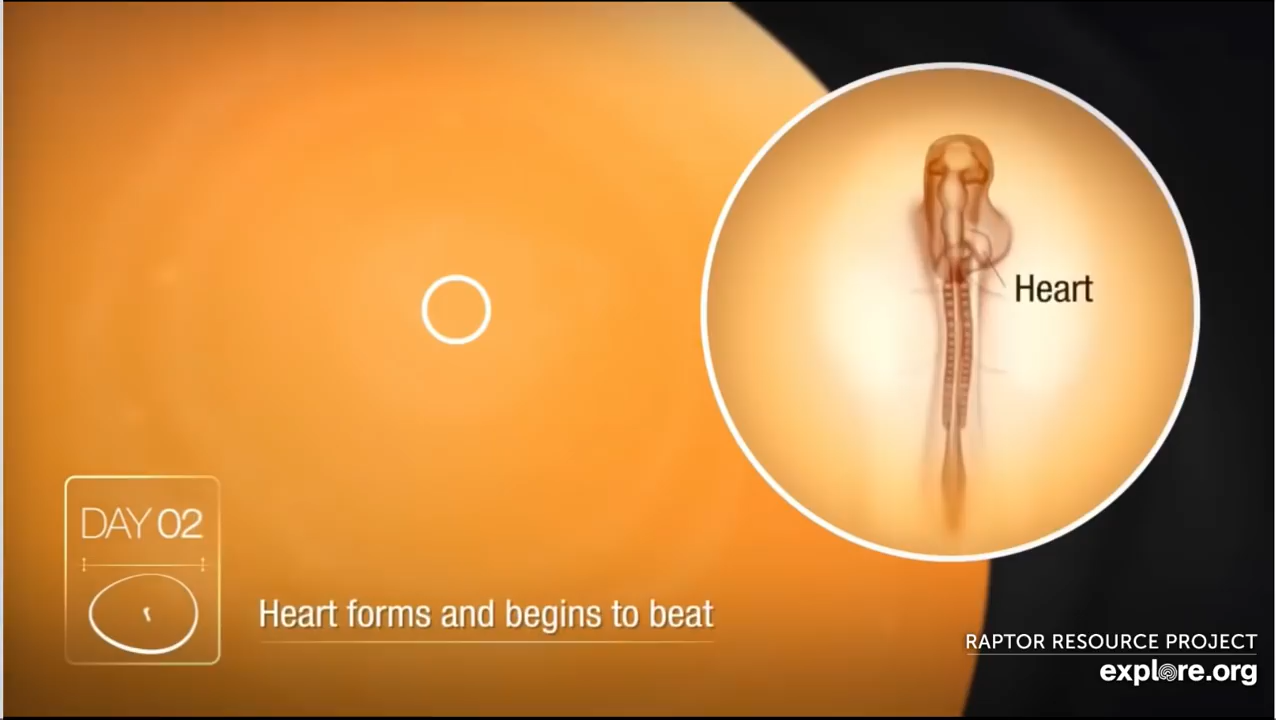 Heart
DAY 02
Heart forms and begins to beat
RAPTOR RESOURCE PROJECT
explore.org